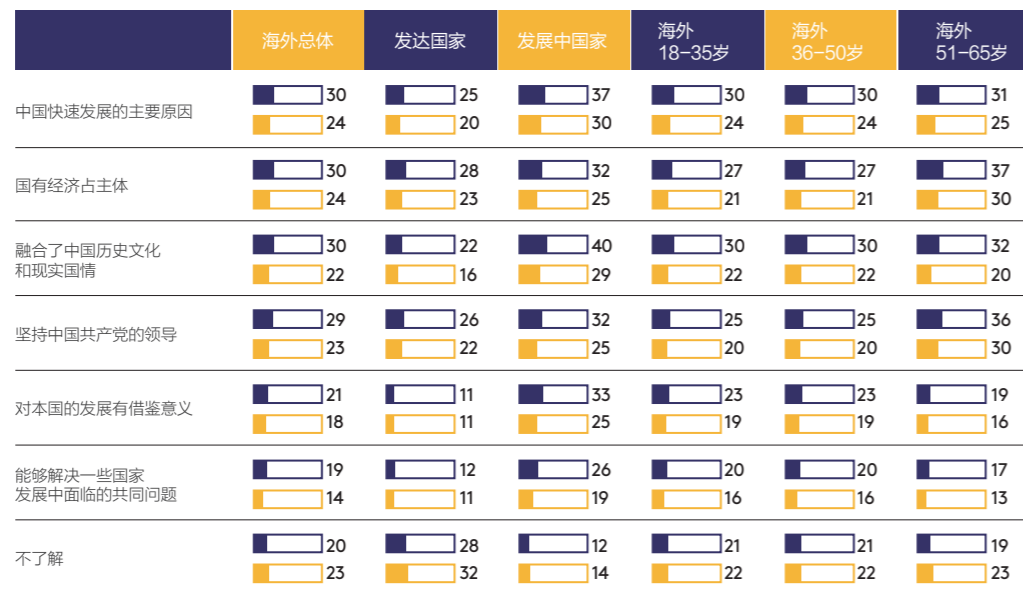 海外总体 发达国家 发展中国家 海外 海外 海外
18-35岁 36-50岁 51-65岁
中国快速发展的主要原因
30 25 37 30 30 31
24 20 30 24 24 25
国有经济占主体
30 28 32 27 27 37
24 23 25 21 21 30
融合了中国历史文化
和现实国情
30 22 40 30 30 32
22 16 29 22 22 20
坚持中国共产党的领导
29 26 32 25 25 36
23 22 25 20 20 30
对本国的发展有借鉴意义
21 11 33 23 23 19
18 11 25 19 19 16
能够解决一些国家
发展中面临的共同问题
19 12 26 20 20 17
14 11 19 16 16 13
不了解
20 28 12 21 21 19
23 32 14 22 22 23